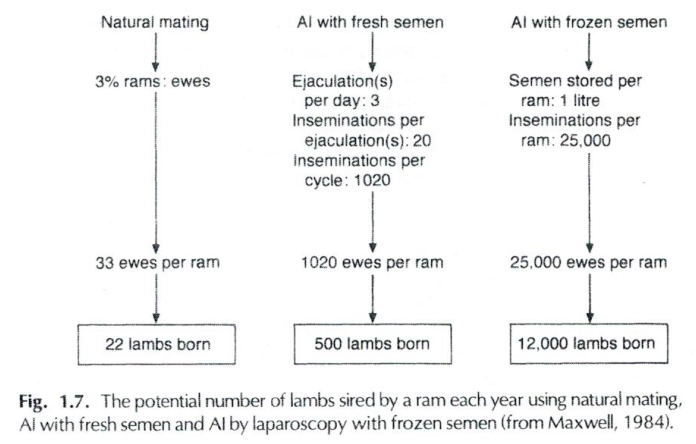 Natural mating
3% rams: ewes
33 ewes per ram
22 lambs born
AI with fresh semen
Ejaculation(s)
per day: 3
Inseminations per
ejaculation(s): 20
Inseminations per
cycle: 1020
1020 ewes per ram
500 lambs born
AI with frozen semen
Semen stored per
ram: 1 litre
Inseminations per
ram: 25,000
25,000 ewes per ram
12,000 lambs born
Fig. 1.7. The potential number of lambs sired by a ram each year using natural mating,
AI with fresh semen and AI by laparoscopy with frozen semen (from Maxwell, 1984).